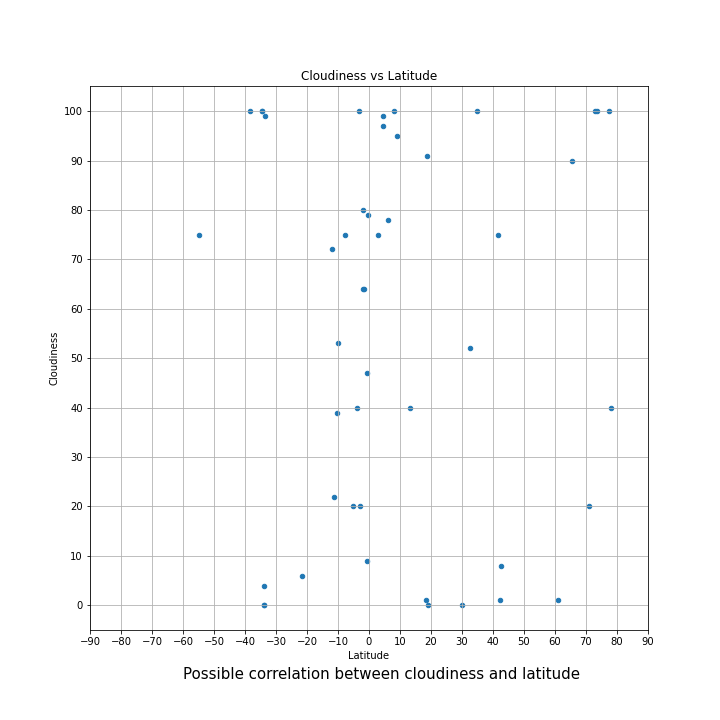 Cloudiness vs Latitude
100
90
80
70
60
50
40
30
20
10
0
Cloudiness
−90 −80 −70 −60 −50 −40 −30 −20 −10 0 10 20 30 40 50 60 70 80 90
Latitude
Possible correlation between cloudiness and latitude